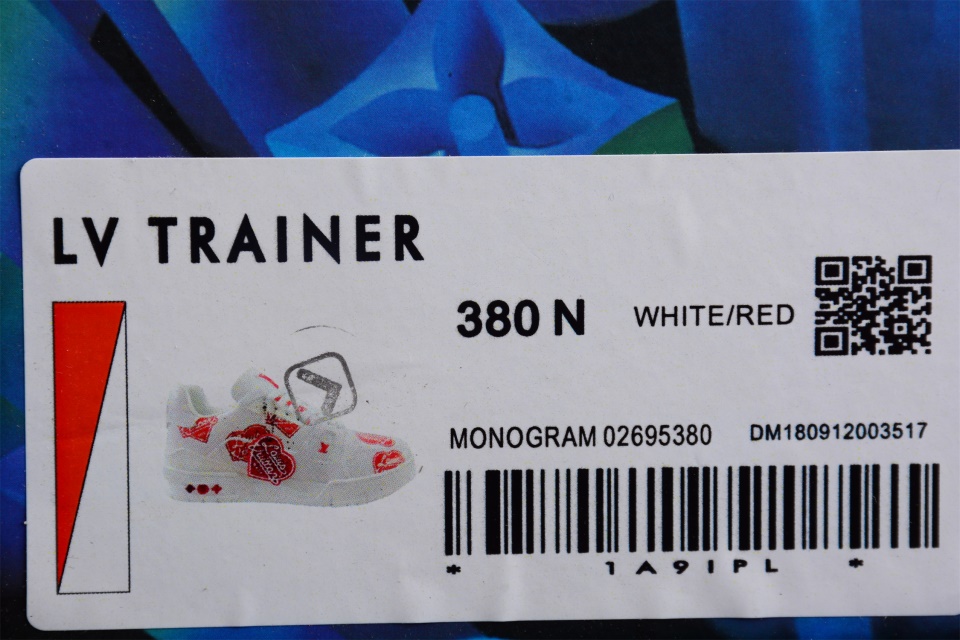 LV TRAINER
380 N WHITE/RED
MONOGRAM 02695380 DM180912003517
* 1A9IPL *